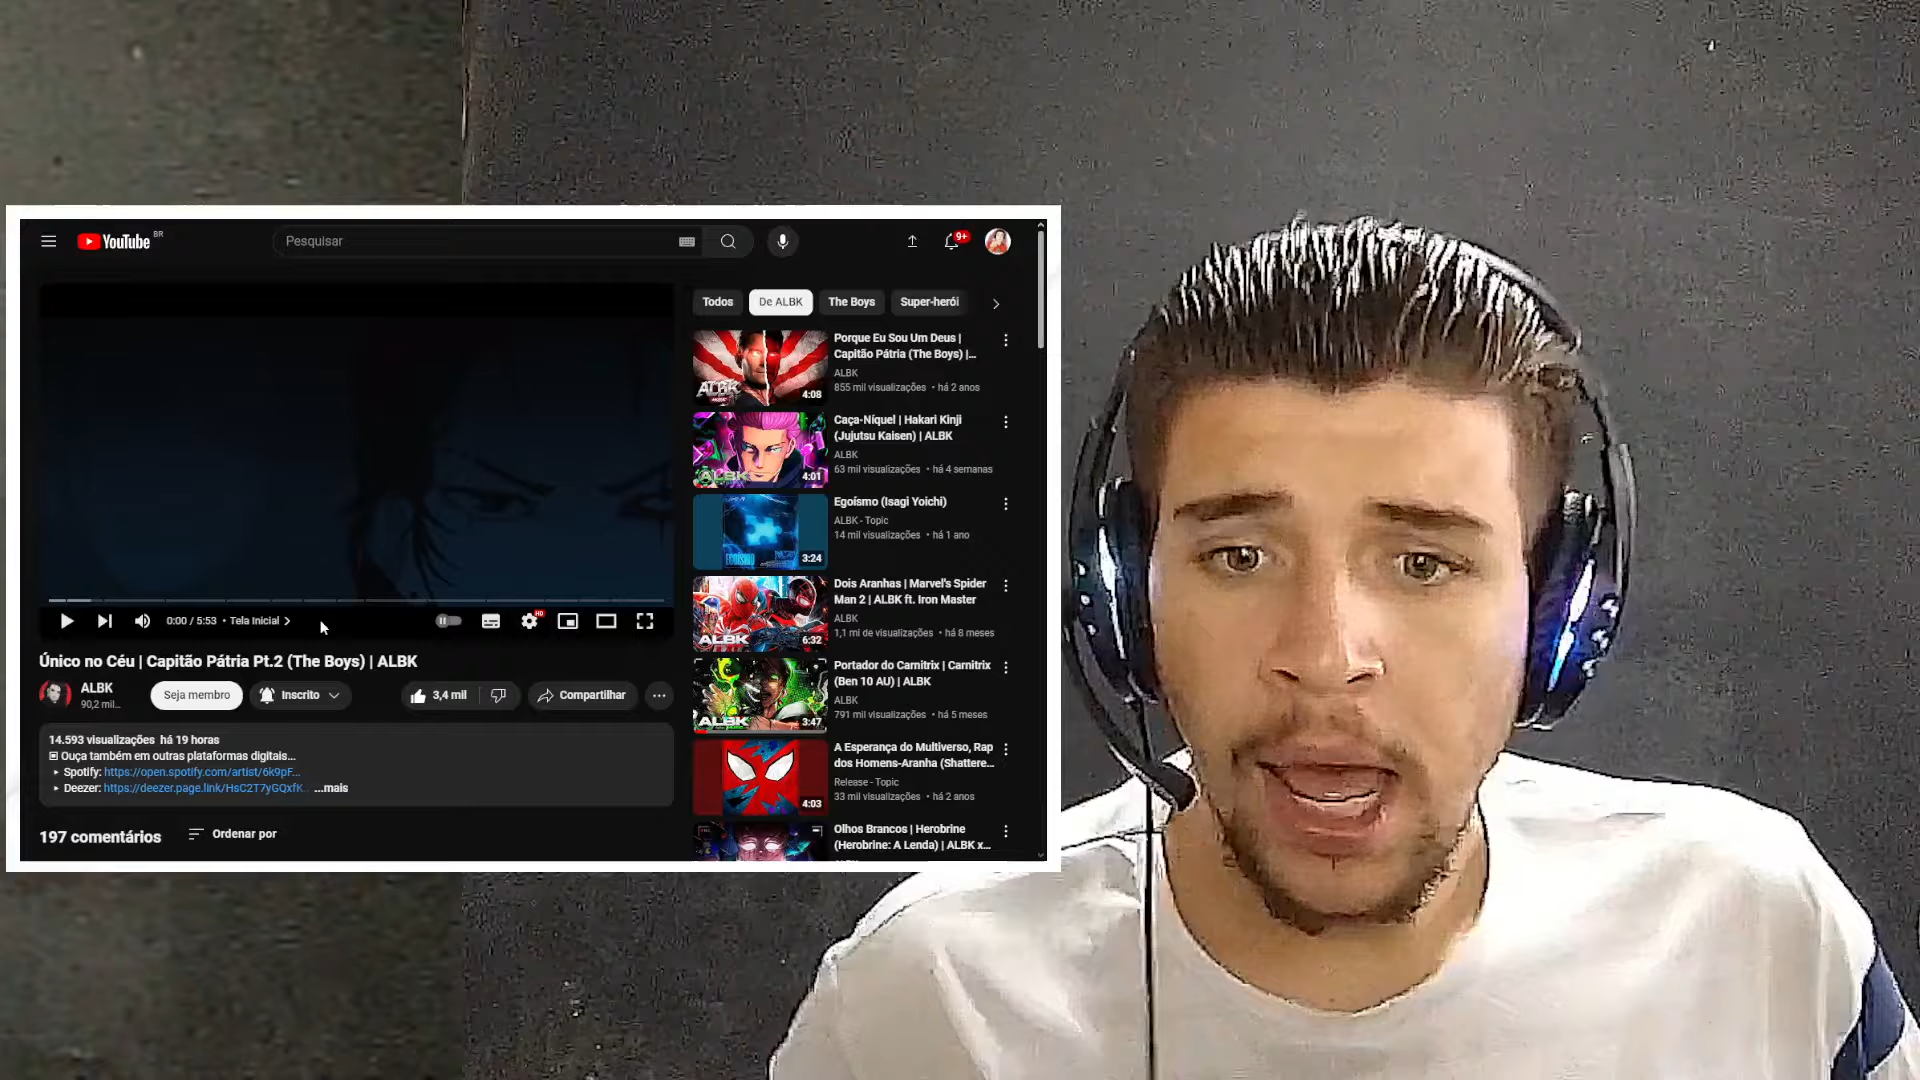 YouTube BR
Pesquisar
9+
0:00 / 5:53 • Tela Inicial
HD
Único no Céu | Capitão Pátria Pt.2 (The Boys) | ALBK
ALBK
90,2 mil...
Seja membro
Inscrito
3,4 mil
Compartilhar
14.593 visualizações há 19 horas
Ouça também em outras plataformas digitais...
Spotify: https://open.spotify.com/artist/6k9pF...
Deezer: https://deezer.page.link/HsC2T7yGQxfK... ...mais
197 comentários
Ordenar por
Todos
De ALBK
The Boys
Super-herói
ALBK
4:08
Porque Eu Sou Um Deus |
Capitão Pátria (The Boys) |...
ALBK
855 mil visualizações • há 2 anos
ALBK
4:01
Caça-Níquel | Hakari Kinji
(Jujutsu Kaisen) | ALBK
ALBK
63 mil visualizações • há 4 semanas
EGOÍSMO
3:24
Egoísmo (Isagi Yoichi)
ALBK - Topic
14 mil visualizações • há 1 ano
ALBK
6:32
Dois Aranhas | Marvel's Spider
Man 2 | ALBK ft. Iron Master
ALBK
1,1 mi de visualizações • há 8 meses
ALBK
3:47
Portador do Carnitrix | Carnitrix
(Ben 10 AU) | ALBK
ALBK
791 mil visualizações • há 5 meses
4:03
A Esperança do Multiverso, Rap
dos Homens-Aranha (Shattere...
Release - Topic
33 mil visualizações • há 2 anos
Olhos Brancos | Herobrine
(Herobrine: A Lenda) | ALBK x...